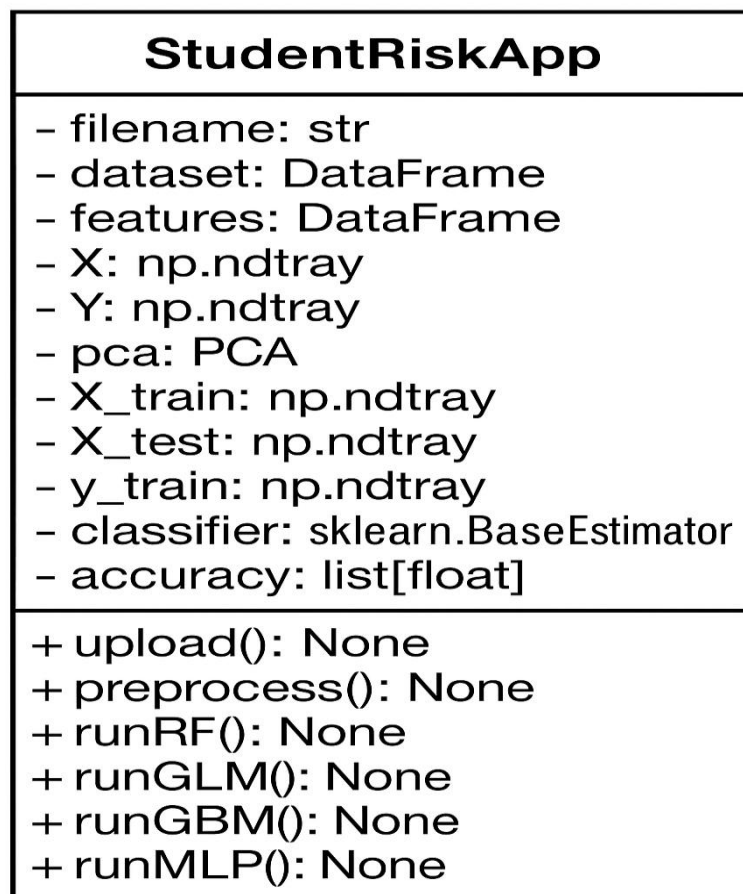 StudentRiskApp
– filename: str
– dataset: DataFrame
– features: DataFrame
– X: np.ndtray
– Y: np.ndtray
– pca: PCA
– X_train: np.ndtray
– X_test: np.ndtray
– y_train: np.ndtray
– classifier: sklearn.BaseEstimator
– accuracy: list[float]
+ upload(): None
+ preprocess(): None
+ runRF(): None
+ runGLM(): None
+ runGBM(): None
+ runMLP(): None